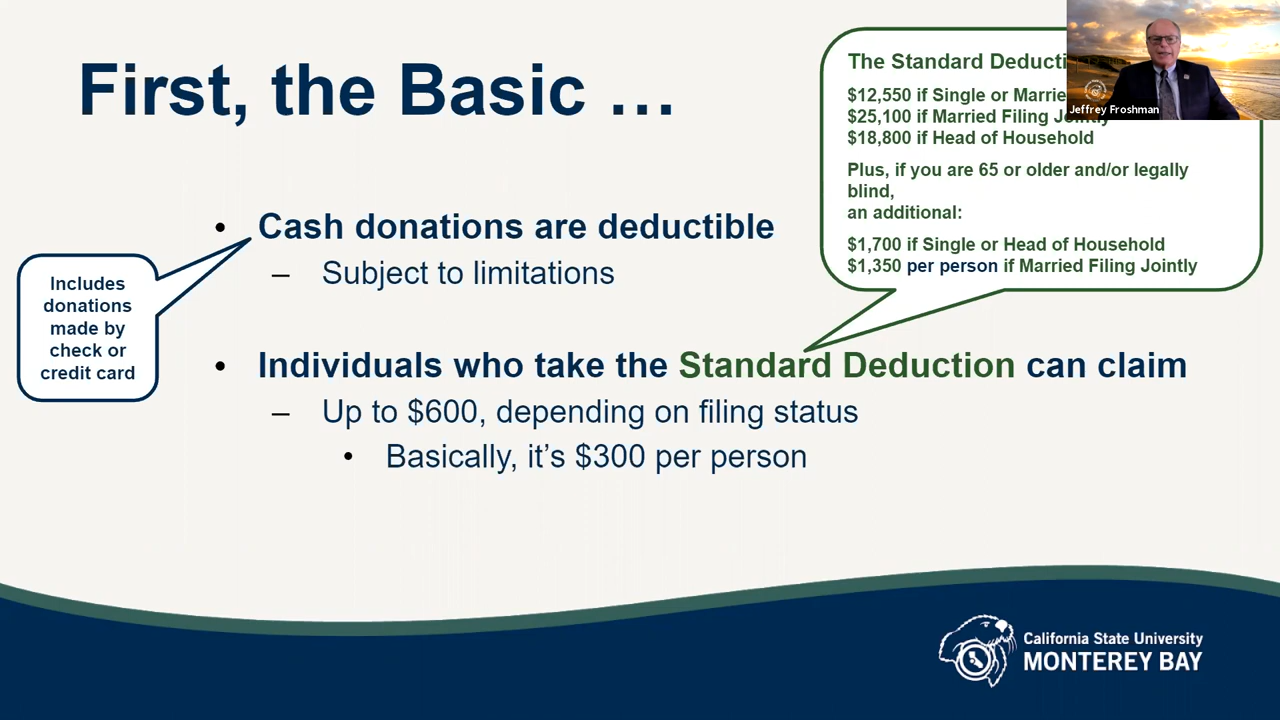 First, the Basic …
The Standard
$12,550 if Single or
$25,100 if Married Filing Jointly
$18,800 if Head of Household
Plus, if you are 65 or older and/or legally
blind,
an additional:
$1,700 if Single or Head of Household
$1,350 per person if Married Filing Jointly
Jeffrey Froshman
• Cash donations are deductible
– Subject to limitations
Includes
donations
made by
check or
credit card
• Individuals who take the Standard Deduction can claim
– Up to $600, depending on filing status
• Basically, it’s $300 per person
California State University
MONTEREY BAY